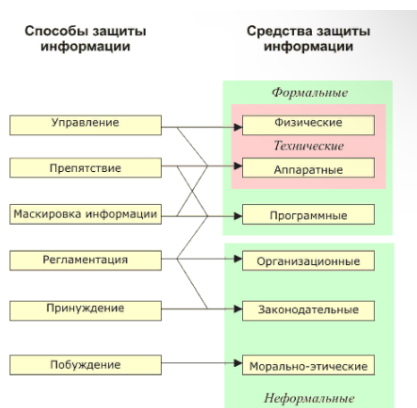 Способы защиты
информации
Средства защиты
информации
Формальные
Управление
Физические
Технические
Препятствие
Аппаратные
Маскировка информации
Программные
Регламентация
Организационные
Принуждение
Законодательные
Побуждение
Морально-этические
Неформальные